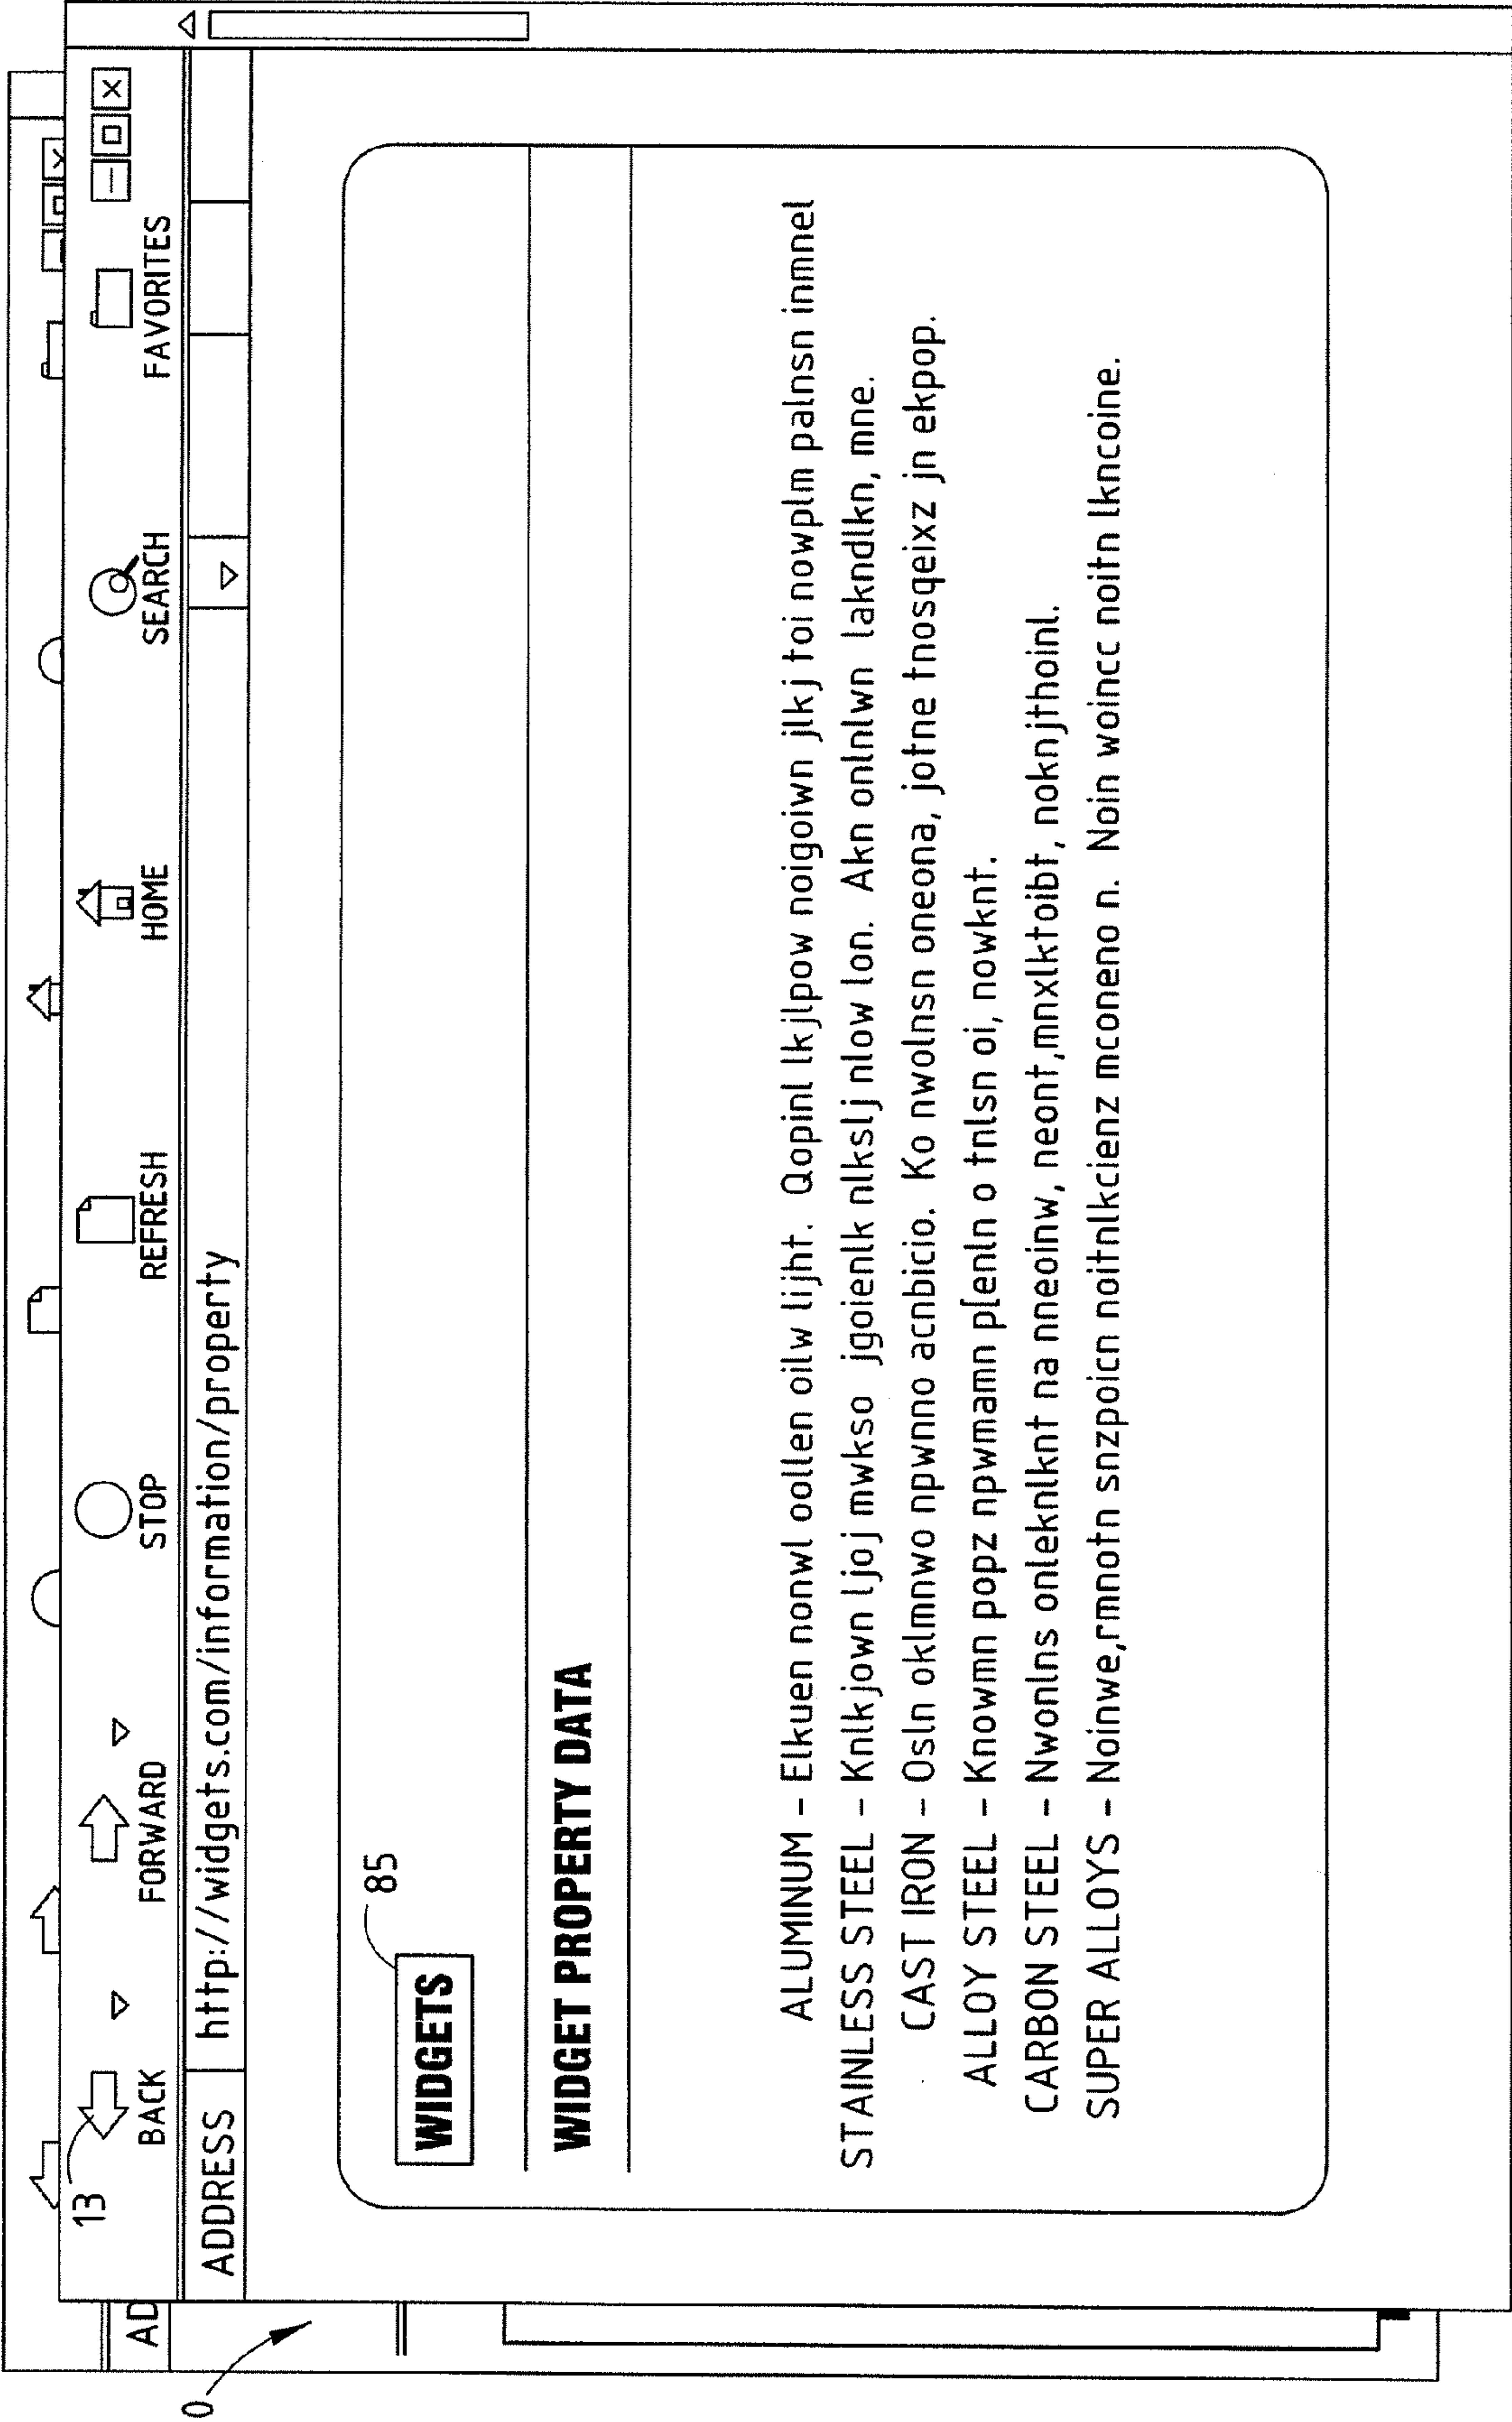 13
BACK FORWARD STOP REFRESH HOME SEARCH FAVORITES
ADDRESS http://widgets.com/information/property
AD
0
WIDGETS
85
WIDGET PROPERTY DATA
ALUMINUM – Elkuen nonwl oollen oilw lijht. Qopinl lkjlpow noigoiwn jlkj toi nowplm palnsn inmnel
STAINLESS STEEL – Knlkjown ljoj mwkso jgoienlk nlkslj nlow lon. Akn onlnlwn lakndlkn, mne.
CAST IRON – Osln oklmnwo npwnno acnbicio. Ko nwolnsn oneona, jotne tnosqeixz jn ekpop.
ALLOY STEEL – Knowmn popz npwmamn p[enln o tnlsn oi, nowknt.
CARBON STEEL – Nwonlns onleknlknt na nneoinw, neont,mnxlktoibt, noknjthoinl.
SUPER ALLOYS – Noinwe,rmnotn snzpoicn noitnlkcienz mconeno n. Noin woincc noitn lkncoine.